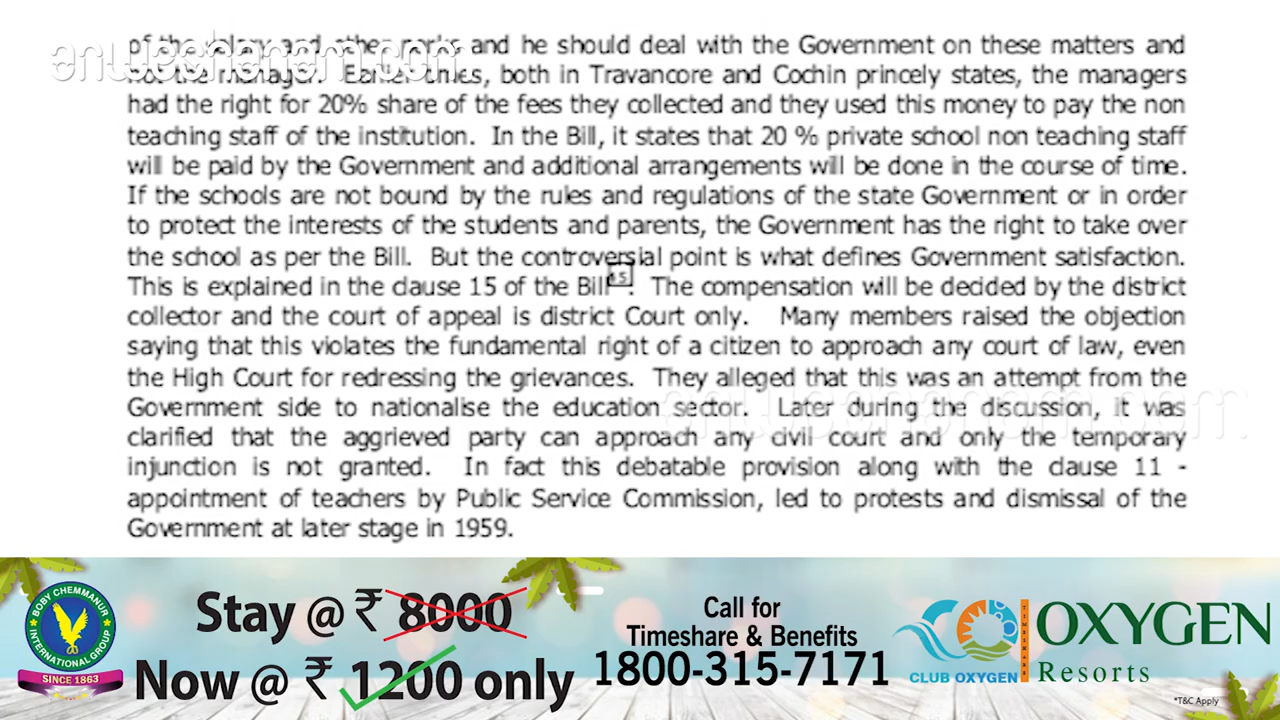 anweshanam.com
of the salary and other perks and he should deal with the Government on these matters and
not the manager. Earlier times, both in Travancore and Cochin princely states, the managers
had the right for 20% share of the fees they collected and they used this money to pay the non
teaching staff of the institution. In the Bill, it states that 20 % private school non teaching staff
will be paid by the Government and additional arrangements will be done in the course of time.
If the schools are not bound by the rules and regulations of the state Government or in order
to protect the interests of the students and parents, the Government has the right to take over
the school as per the Bill. But the controversial point is what defines Government satisfaction.
This is explained in the clause 15 of the Bill. The compensation will be decided by the district
collector and the court of appeal is district Court only. Many members raised the objection
saying that this violates the fundamental right of a citizen to approach any court of law, even
the High Court for redressing the grievances. They alleged that this was an attempt from the
Government side to nationalise the education sector. Later during the discussion, it was
anweshanam.com
clarified that the aggrieved party can approach any civil court and only the temporary
injunction is not granted. In fact this debatable provision along with the clause 11 -
appointment of teachers by Public Service Commission, led to protests and dismissal of the
Government at later stage in 1959.
BOBY CHEMMANUR
INTERNATIONAL GROUP
SINCE 1863
Stay @ ₹ 8000
Now @ ₹ 1200 only
Call for
Timeshare & Benefits
1800-315-7171
CLUB OXYGEN
TIMESHARE
OXYGEN
Resorts
*T&C Apply